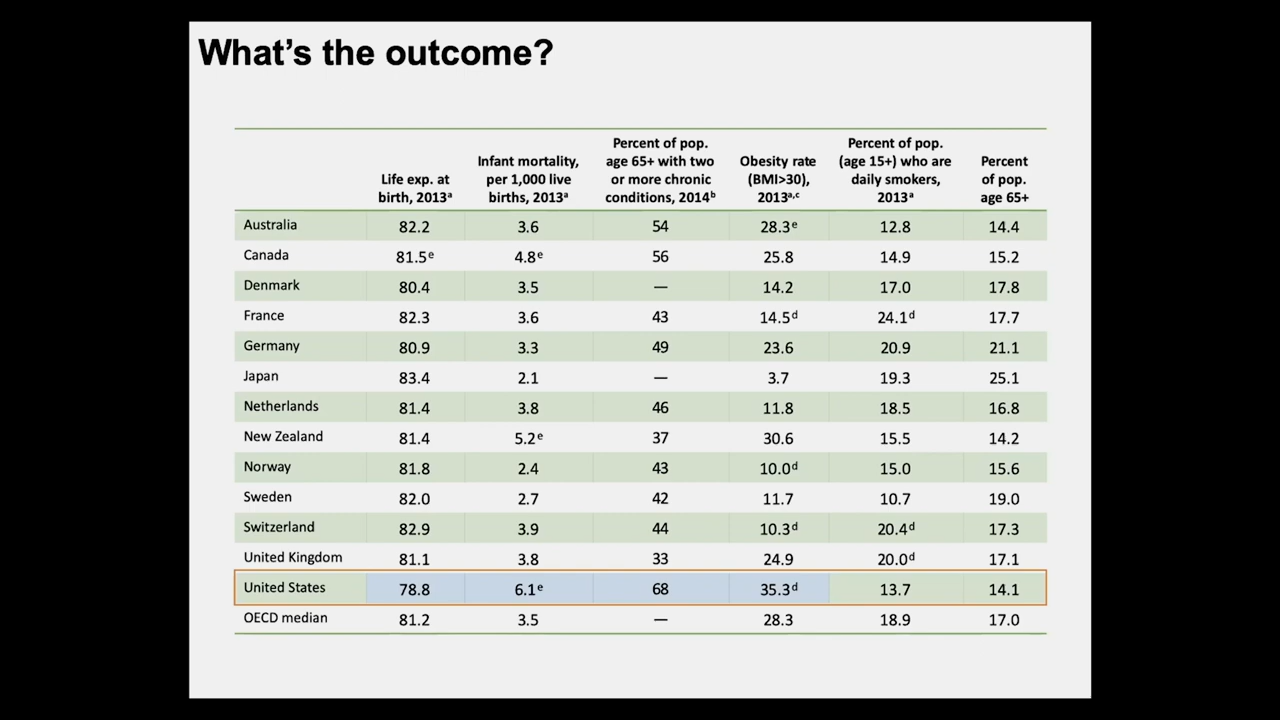 What's the outcome?
Life exp. at birth, 2013ᵃ
Infant mortality, per 1,000 live births, 2013ᵃ
Percent of pop. age 65+ with two or more chronic conditions, 2014ᵇ
Obesity rate (BMI>30), 2013ᵃ,ᶜ
Percent of pop. (age 15+) who are daily smokers, 2013ᵃ
Percent of pop. age 65+
Australia 82.2 3.6 54 28.3ᵉ 12.8 14.4
Canada 81.5ᵉ 4.8ᵉ 56 25.8 14.9 15.2
Denmark 80.4 3.5 — 14.2 17.0 17.8
France 82.3 3.6 43 14.5ᵈ 24.1ᵈ 17.7
Germany 80.9 3.3 49 23.6 20.9 21.1
Japan 83.4 2.1 — 3.7 19.3 25.1
Netherlands 81.4 3.8 46 11.8 18.5 16.8
New Zealand 81.4 5.2ᵉ 37 30.6 15.5 14.2
Norway 81.8 2.4 43 10.0ᵈ 15.0 15.6
Sweden 82.0 2.7 42 11.7 10.7 19.0
Switzerland 82.9 3.9 44 10.3ᵈ 20.4ᵈ 17.3
United Kingdom 81.1 3.8 33 24.9 20.0ᵈ 17.1
United States 78.8 6.1ᵉ 68 35.3ᵈ 13.7 14.1
OECD median 81.2 3.5 — 28.3 18.9 17.0